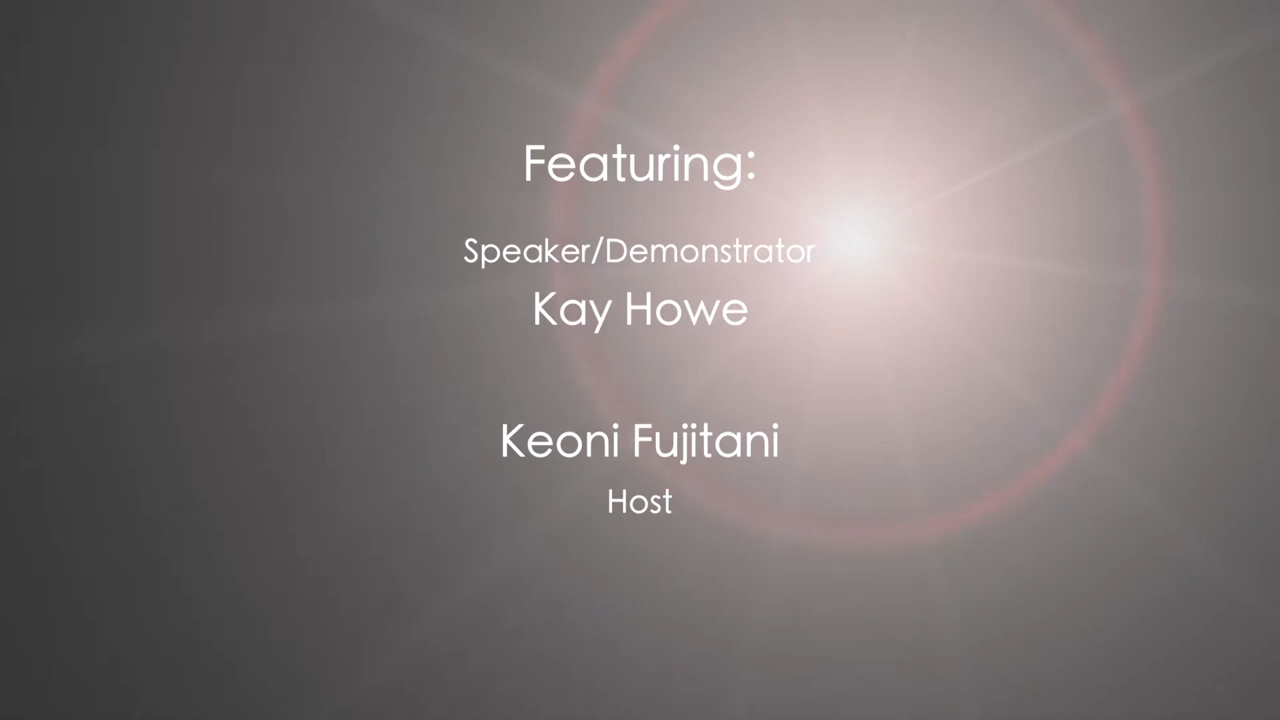 Featuring:
Speaker/Demonstrator
Kay Howe
Keoni Fujitani
Host